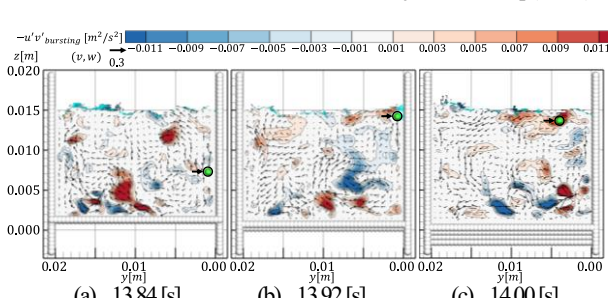 −u′v′bursting [m²/s²] −0.011 −0.009 −0.007 −0.005 −0.003 −0.001 0.001 0.003 0.005 0.007 0.009 0.011
z[m] (v, w) 0.3
0.020
0.015
0.010
0.005
0.000
0.02 0.01 0.00 0.02 0.01 0.00 0.02 0.01 0.00
y[m] y[m] y[m]
(a) 13.84 [s] (b) 13.92 [s] (c) 14.00 [s]